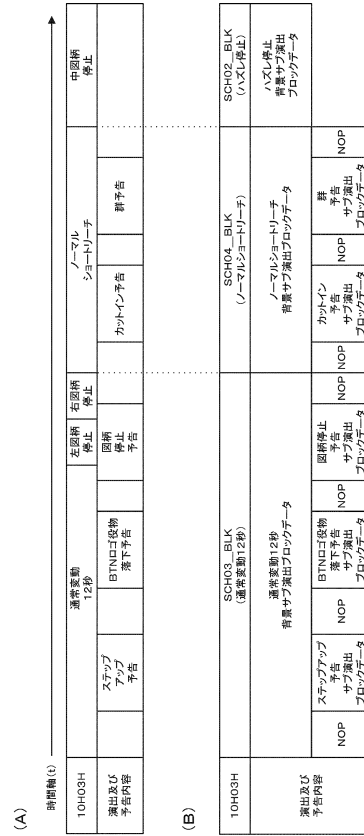 (A)
時間軸(t)
10H03H
通常変動
12秒
左図柄
停止
右図柄
停止
ノーマル
ショートリーチ
中図柄
停止
演出及び
予告内容
ステップ
アップ
予告
BTNロゴ役物
落下予告
図柄
停止
予告
カットイン予告
群予告
(B)
10H03H
SCH03__BLK
(通常変動12秒)
SCH04__BLK
(ノーマルショートリーチ)
SCH02__BLK
(ハズレ停止)
演出及び
予告内容
通常変動12秒
背景サブ演出ブロックデータ
ノーマルショートリーチ
背景サブ演出ブロックデータ
ハズレ停止
背景サブ演出
ブロックデータ
NOP
ステップアップ
予告
サブ演出
ブロックデータ
NOP
BTNロゴ役物
落下予告
サブ演出
ブロックデータ
NOP
図柄停止
予告
サブ演出
ブロックデータ
NOP
NOP
カットイン
予告
サブ演出
ブロックデータ
NOP
群
予告
サブ演出
ブロックデータ
NOP